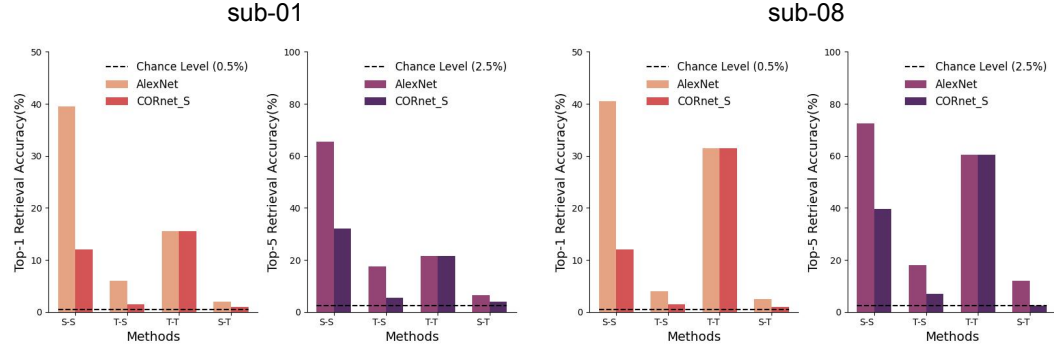 sub-01
sub-08
50
40
30
20
10
0
Top-1 Retrieval Accuracy(%)
Chance Level (0.5%)
AlexNet
CORnet_S
S-S
T-S
T-T
S-T
Methods
100
80
60
40
20
0
Top-5 Retrieval Accuracy(%)
Chance Level (2.5%)
AlexNet
CORnet_S
S-S
T-S
T-T
S-T
Methods
50
40
30
20
10
0
Top-1 Retrieval Accuracy(%)
Chance Level (0.5%)
AlexNet
CORnet_S
S-S
T-S
T-T
S-T
Methods
100
80
60
40
20
0
Top-5 Retrieval Accuracy(%)
Chance Level (2.5%)
AlexNet
CORnet_S
S-S
T-S
T-T
S-T
Methods